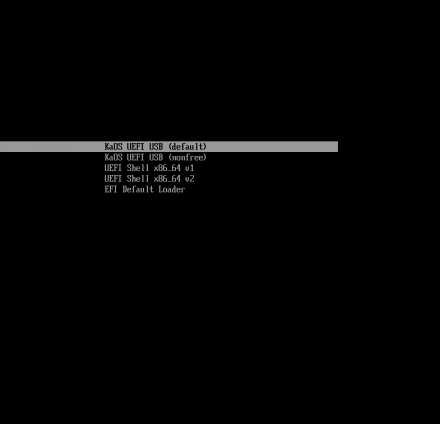 KaOS UEFI USB (default)
KaOS UEFI USB (nonfree)
UEFI Shell x86_64 v1
UEFI Shell x86_64 v2
EFI Default Loader